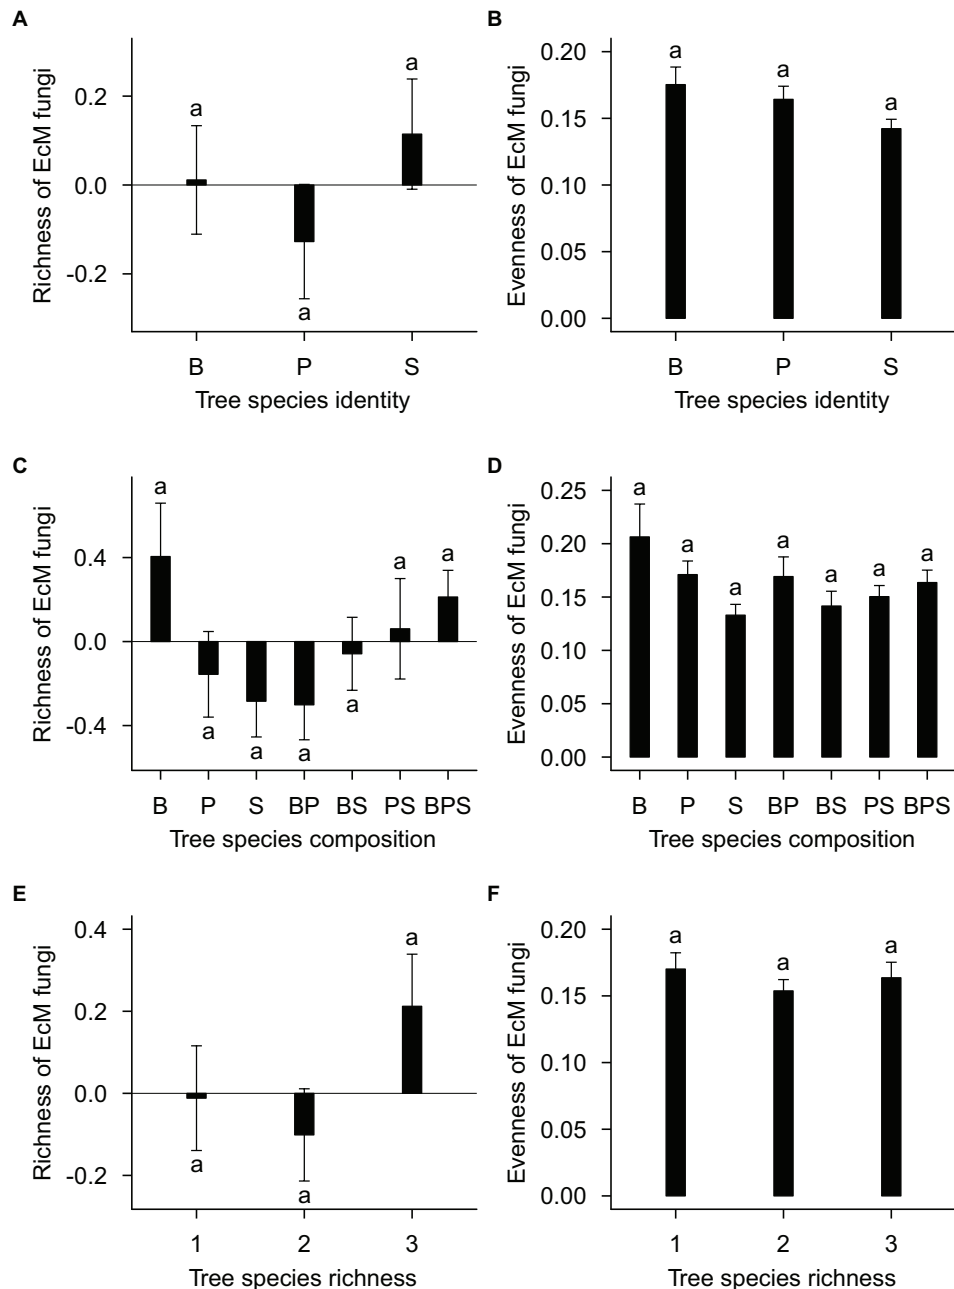 A
Richness of EcM fungi
0.2
0.0
-0.2
a
a
a
B
P
S
Tree species identity
B
Evenness of EcM fungi
0.20
0.15
0.10
0.05
0.00
a
a
a
B
P
S
Tree species identity
C
Richness of EcM fungi
0.4
0.0
-0.4
a
a
a
a
a
a
a
B
P
S
BP
BS
PS
BPS
Tree species composition
D
Evenness of EcM fungi
0.25
0.20
0.15
0.10
0.05
0.00
a
a
a
a
a
a
a
B
P
S
BP
BS
PS
BPS
Tree species composition
E
Richness of EcM fungi
0.4
0.2
0.0
-0.2
a
a
a
1
2
3
Tree species richness
F
Evenness of EcM fungi
0.20
0.15
0.10
0.05
0.00
a
a
a
1
2
3
Tree species richness